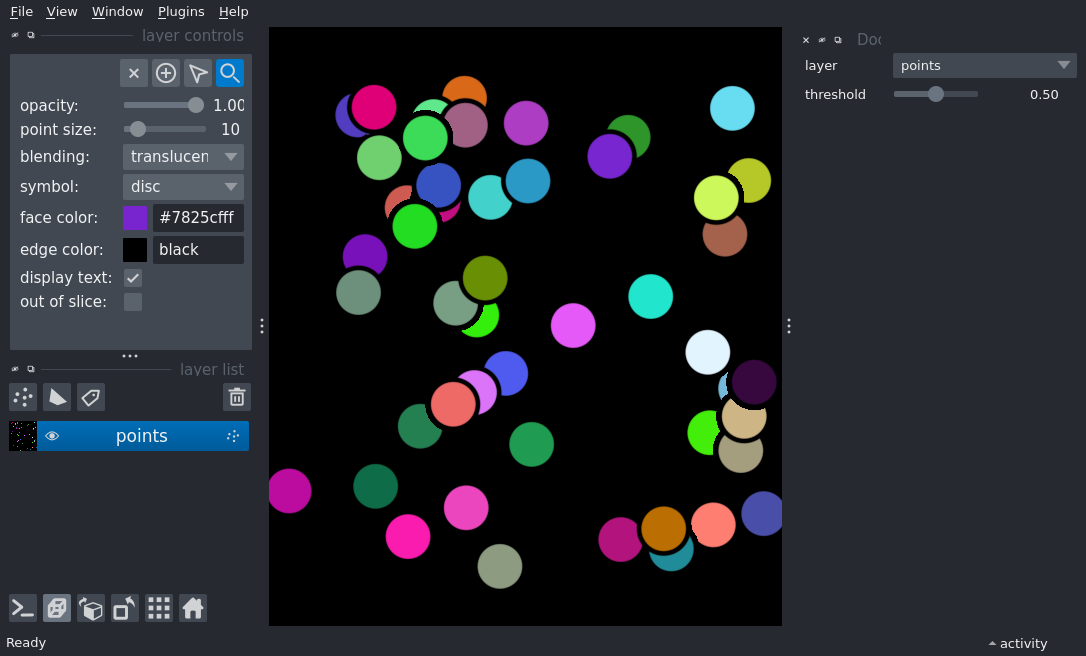 File View Window Plugins Help
layer controls
opacity: 1.00
point size: 10
blending: translucen
symbol: disc
face color: #7825cfff
edge color: black
display text:
out of slice:
layer list
points
Doc
layer points
threshold 0.50
Ready
activity